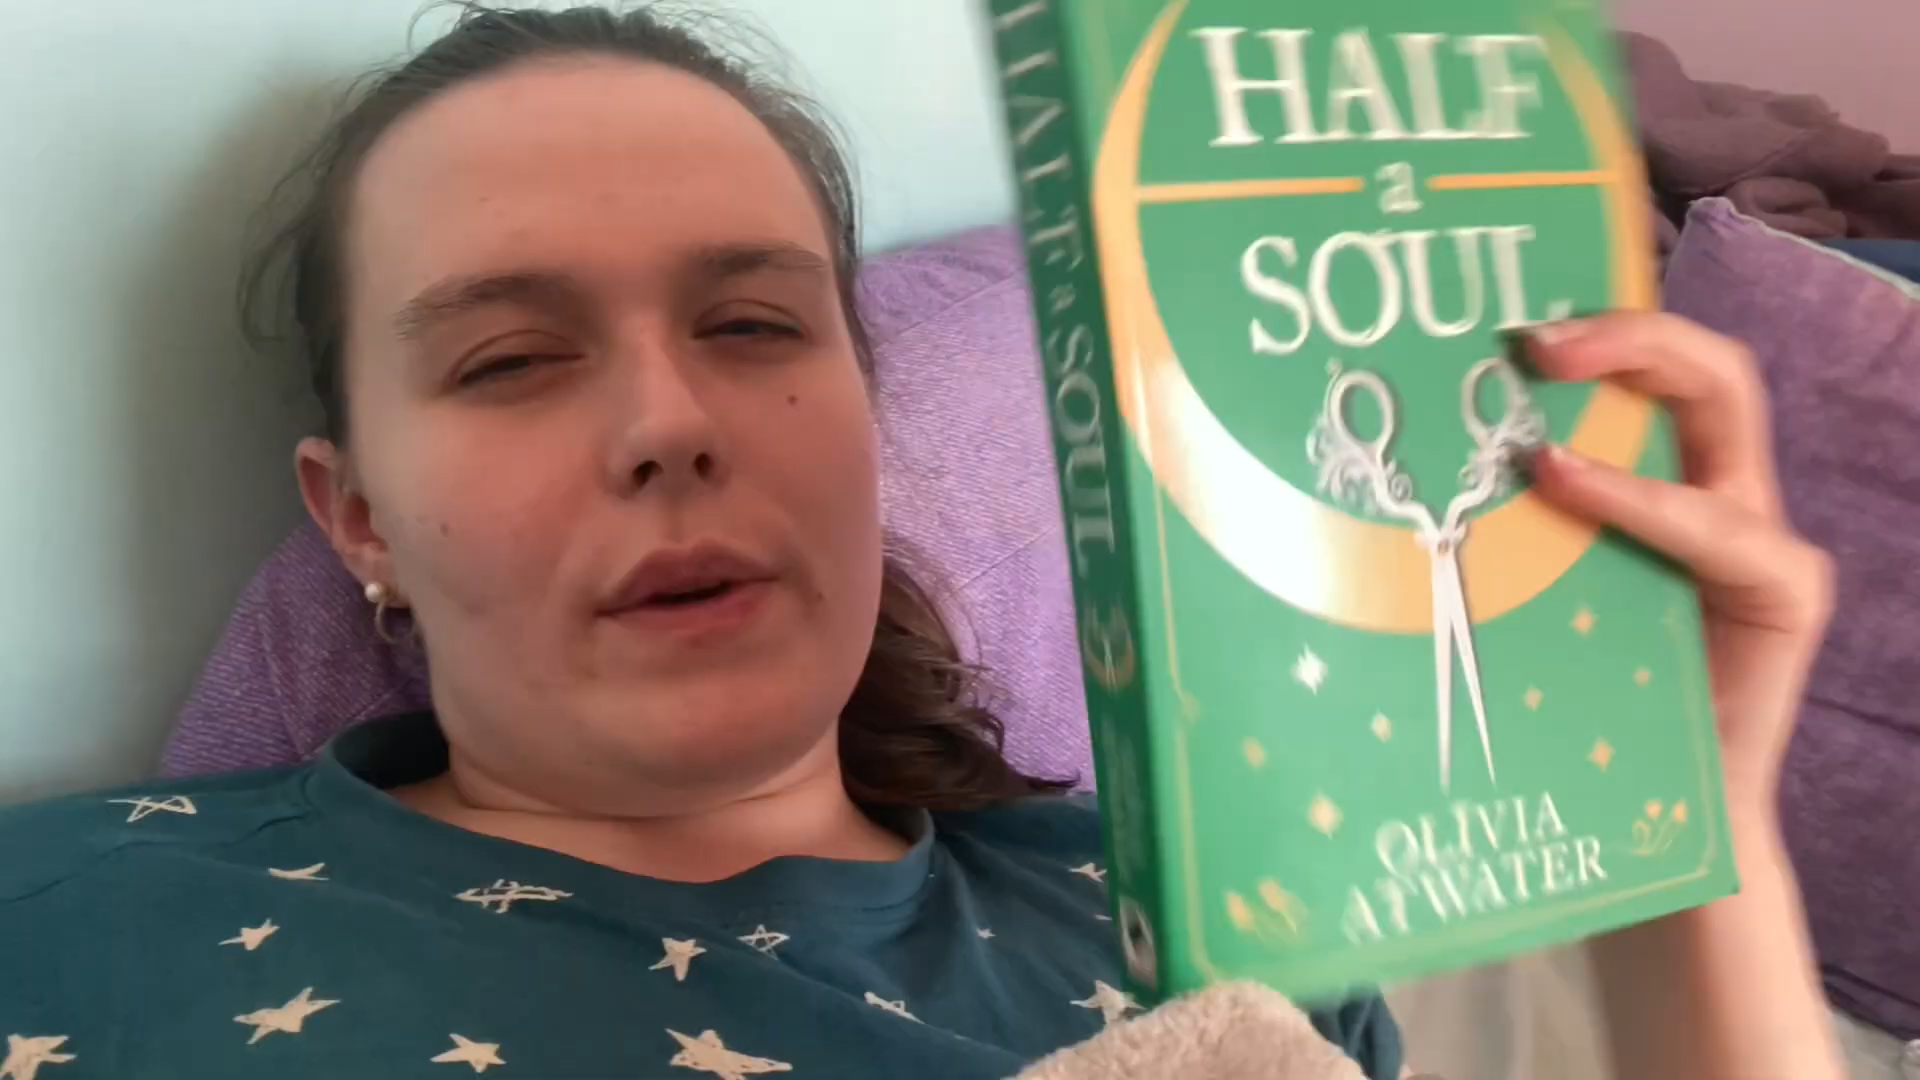 HALF
a
SOUL
OLIVIA
ATWATER
HALF a SOUL